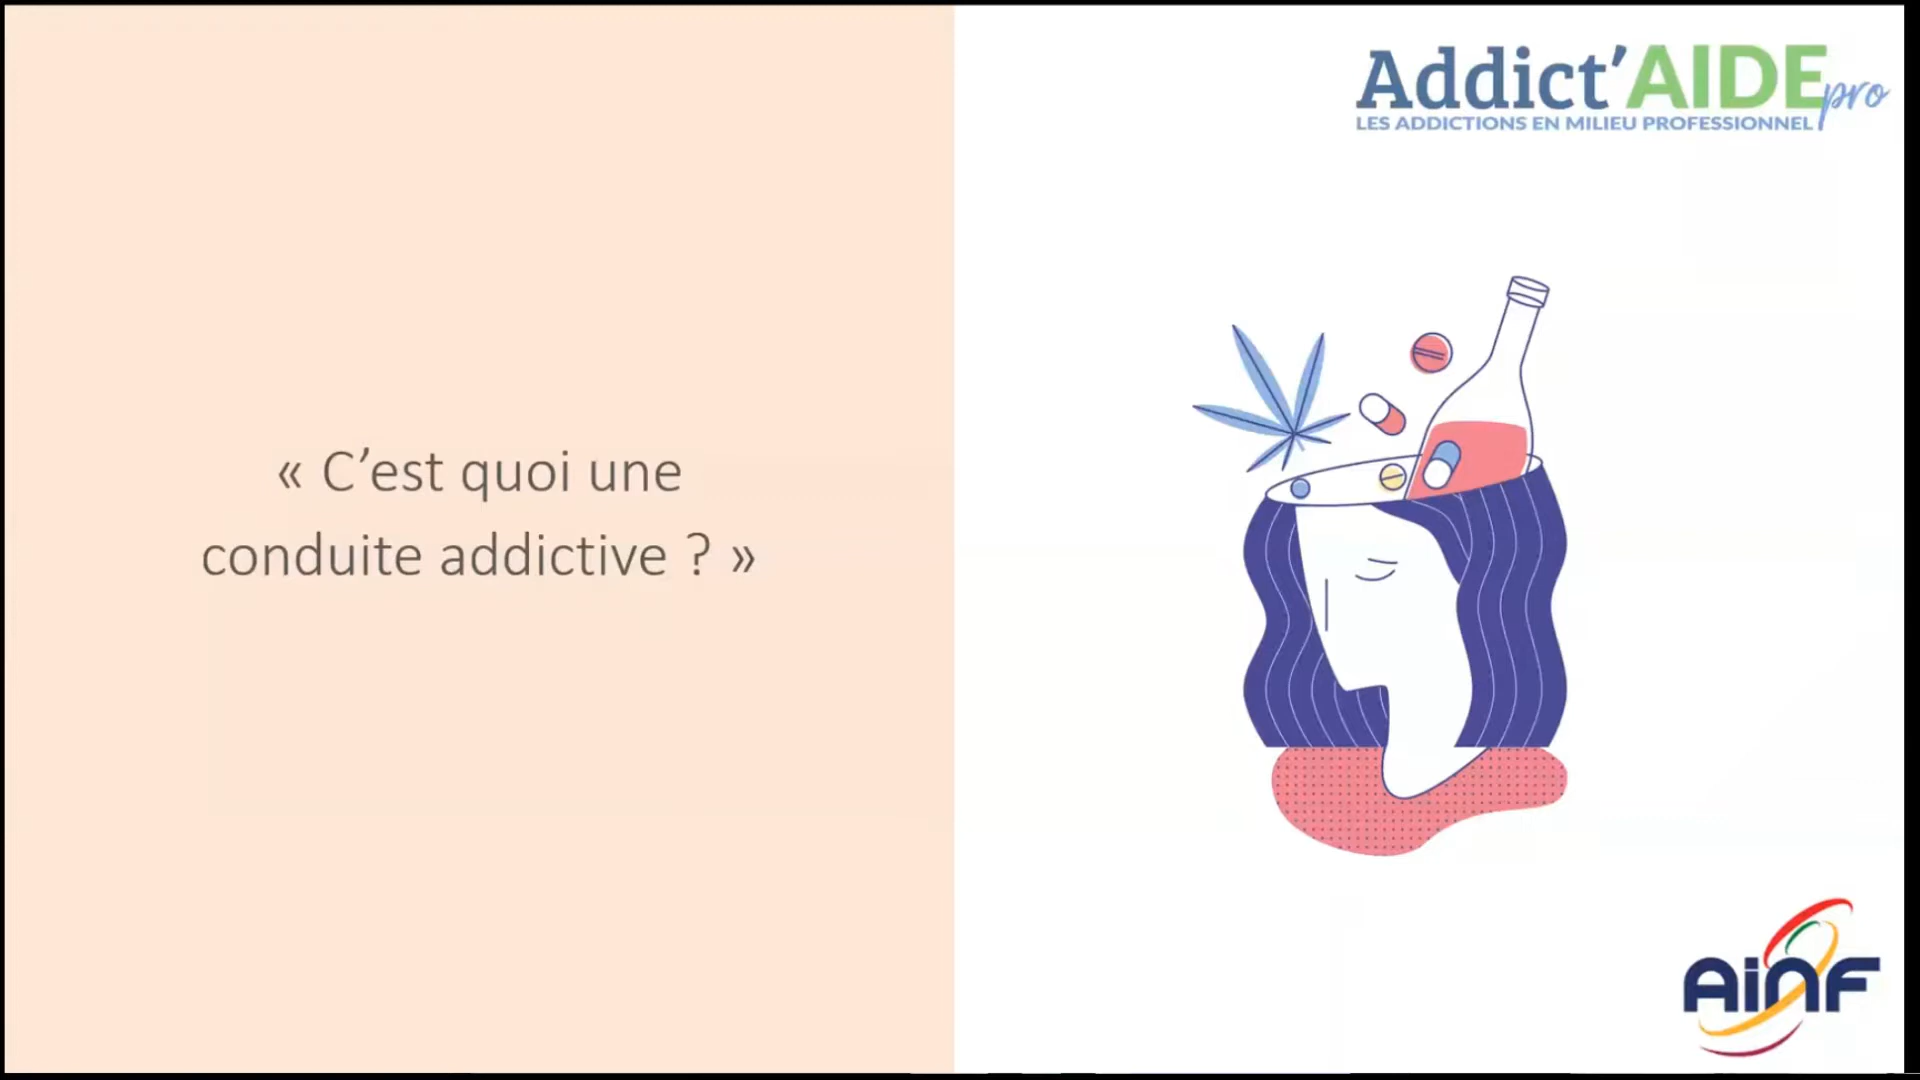 « C’est quoi une
conduite addictive ? »
Addict’AIDE pro
LES ADDICTIONS EN MILIEU PROFESSIONNEL
AiNF